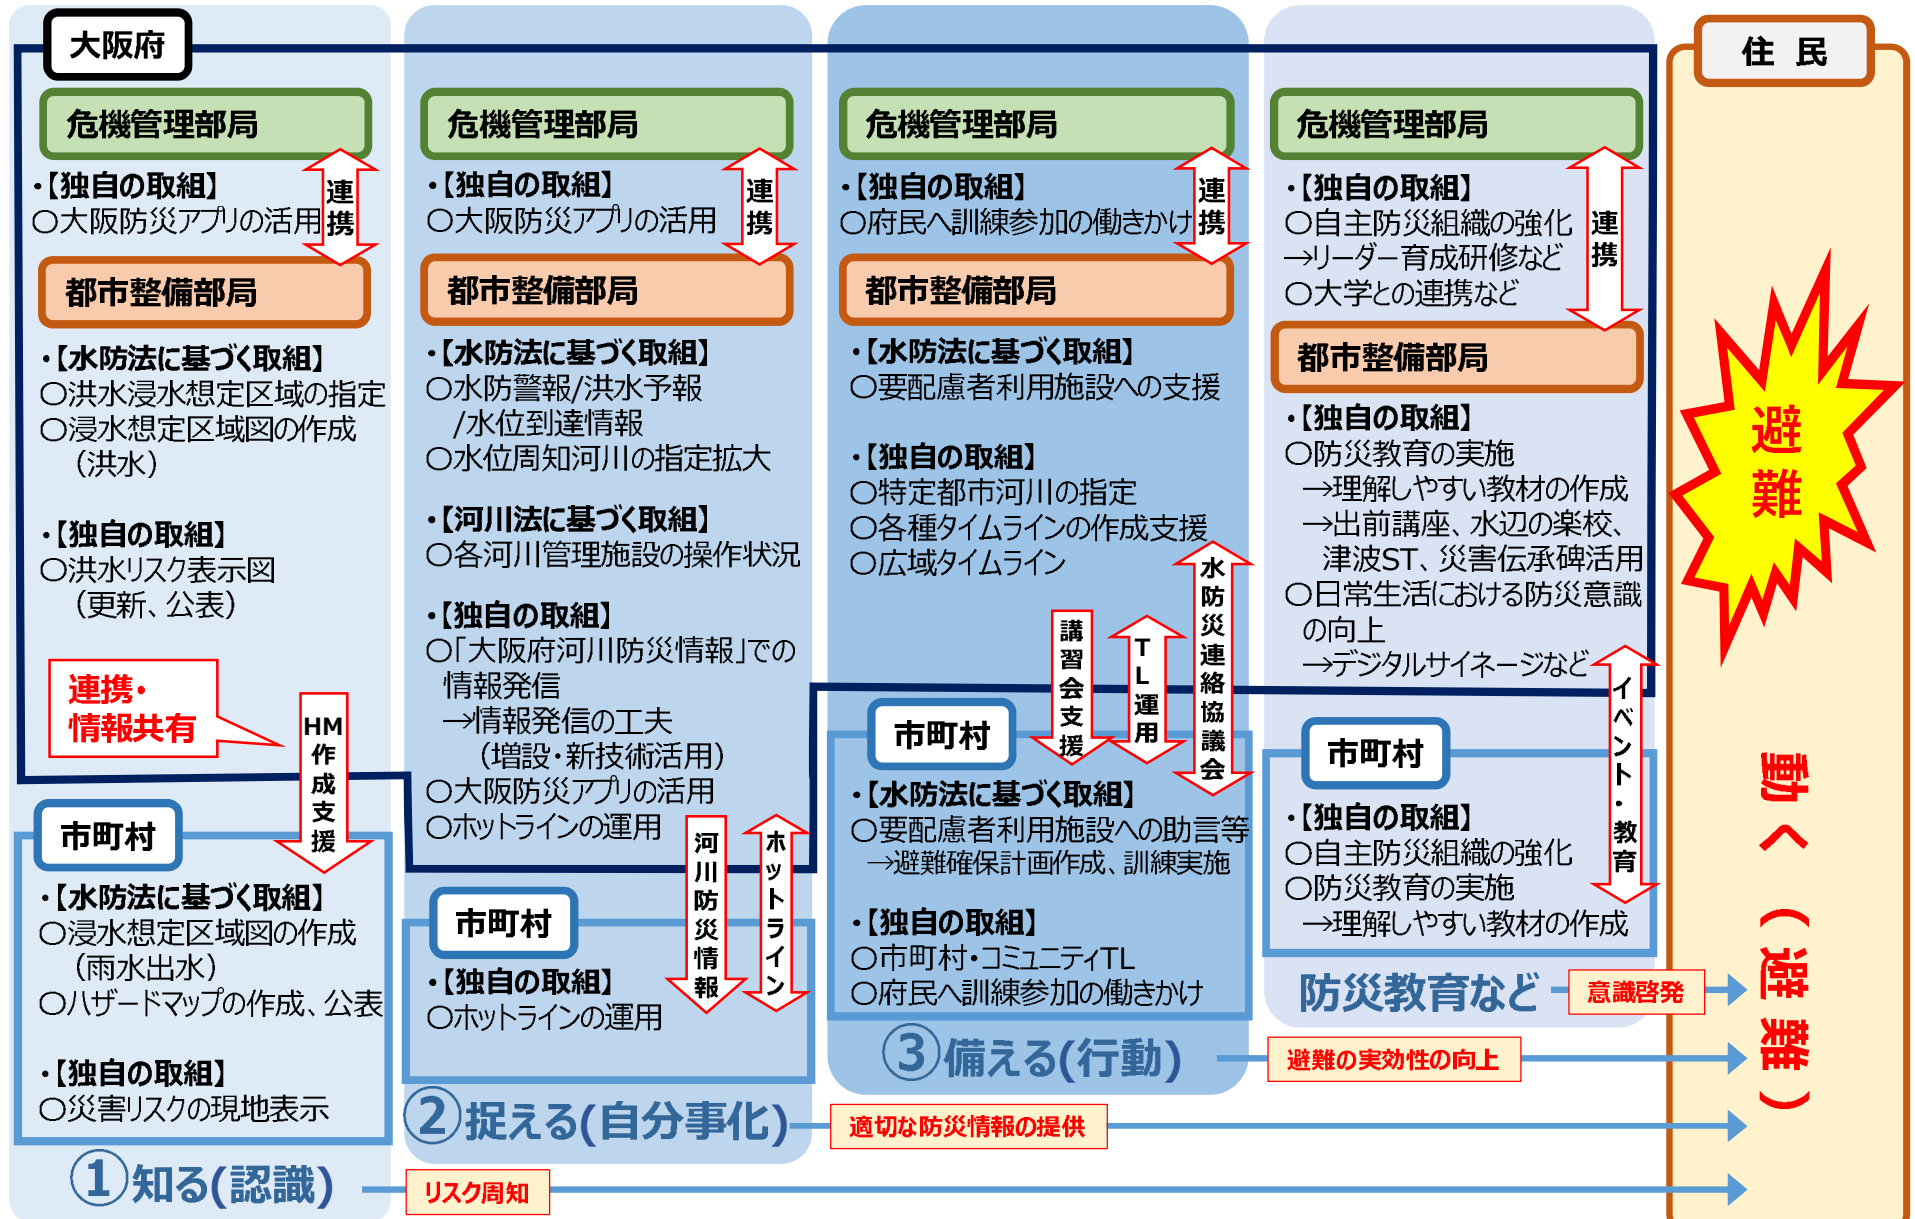 大阪府
危機管理部局
・【独自の取組】
〇大阪防災アプリの活用
連携
都市整備部局
・【水防法に基づく取組】
〇洪水浸水想定区域の指定
〇浸水想定区域図の作成
（洪水）
・【独自の取組】
〇洪水リスク表示図
（更新、公表）
連携・
情報共有
HM作成支援
市町村
・【水防法に基づく取組】
〇浸水想定区域図の作成
（雨水出水）
〇ハザードマップの作成、公表
・【独自の取組】
〇災害リスクの現地表示
①知る(認識)
リスク周知
危機管理部局
・【独自の取組】
〇大阪防災アプリの活用
連携
都市整備部局
・【水防法に基づく取組】
〇水防警報/洪水予報
/水位到達情報
〇水位周知河川の指定拡大
・【河川法に基づく取組】
〇各河川管理施設の操作状況
・【独自の取組】
〇「大阪府河川防災情報」での
情報発信
→情報発信の工夫
（増設・新技術活用）
〇大阪防災アプリの活用
〇ホットラインの運用
河川防災情報
ホットライン
市町村
・【独自の取組】
〇ホットラインの運用
②捉える(自分事化)
適切な防災情報の提供
危機管理部局
・【独自の取組】
〇府民へ訓練参加の働きかけ
連携
都市整備部局
・【水防法に基づく取組】
〇要配慮者利用施設への支援
・【独自の取組】
〇特定都市河川の指定
〇各種タイムラインの作成支援
〇広域タイムライン
講習会支援
TL運用
水防災連絡協議会
市町村
・【水防法に基づく取組】
〇要配慮者利用施設への助言等
→避難確保計画作成、訓練実施
・【独自の取組】
〇市町村・コミュニティTL
〇府民へ訓練参加の働きかけ
③備える(行動)
避難の実効性の向上
危機管理部局
・【独自の取組】
〇自主防災組織の強化
→リーダー育成研修など
〇大学との連携など
連携
都市整備部局
・【独自の取組】
〇防災教育の実施
→理解しやすい教材の作成
→出前講座、水辺の楽校、
津波ST、災害伝承碑活用
〇日常生活における防災意識
の向上
→デジタルサイネージなど
イベント・教育
市町村
・【独自の取組】
〇自主防災組織の強化
〇防災教育の実施
→理解しやすい教材の作成
防災教育など
意識啓発
住民
避難
動く（避難）